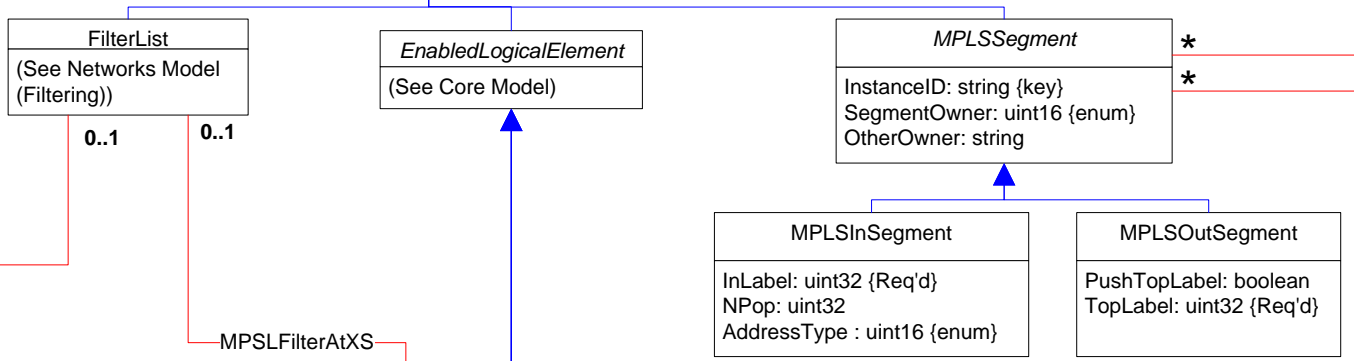 FilterList
(See Networks Model
(Filtering))
0..1
0..1
EnabledLogicalElement
(See Core Model)
MPLSSegment
InstanceID: string {key}
SegmentOwner: uint16 {enum}
OtherOwner: string
*
*
MPLSInSegment
InLabel: uint32 {Req'd}
NPop: uint32
AddressType : uint16 {enum}
MPLSOutSegment
PushTopLabel: boolean
TopLabel: uint32 {Req'd}
MPSLFilterAtXS